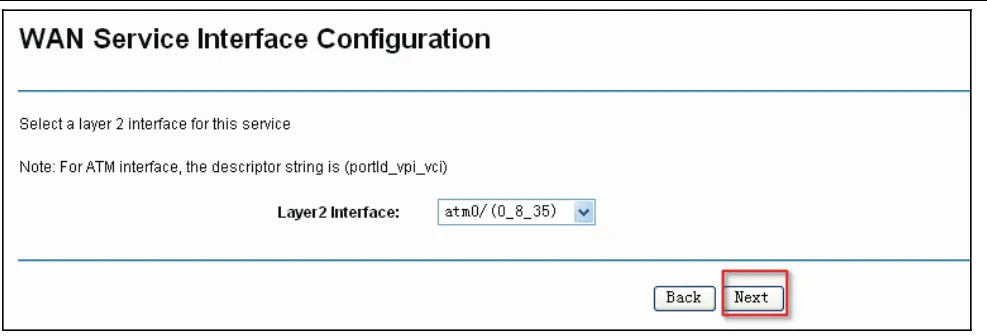 WAN Service Interface Configuration
Select a layer 2 interface for this service
Note: For ATM interface, the descriptor string is (portId_vpi_vci)
Layer2 Interface: atm0/(0_8_35)
Back Next